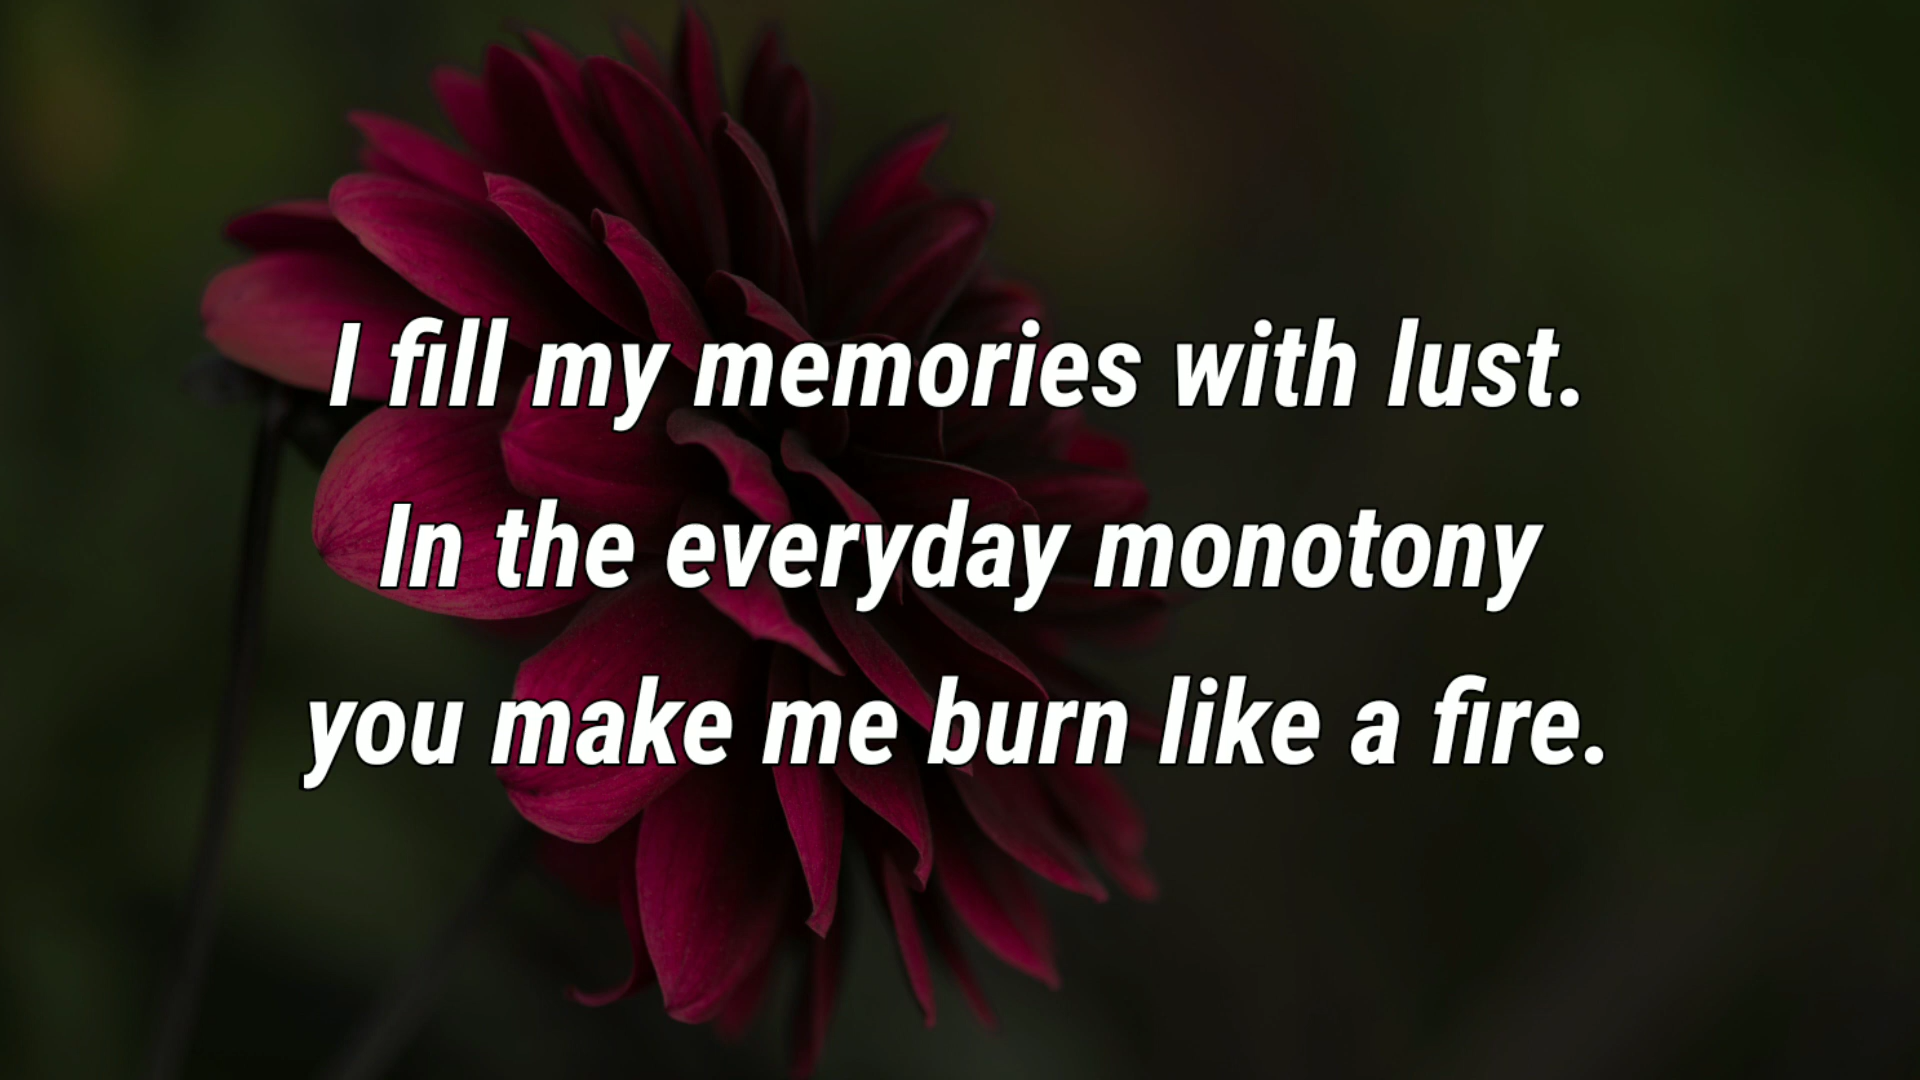 I fill my memories with lust.
In the everyday monotony
you make me burn like a fire.